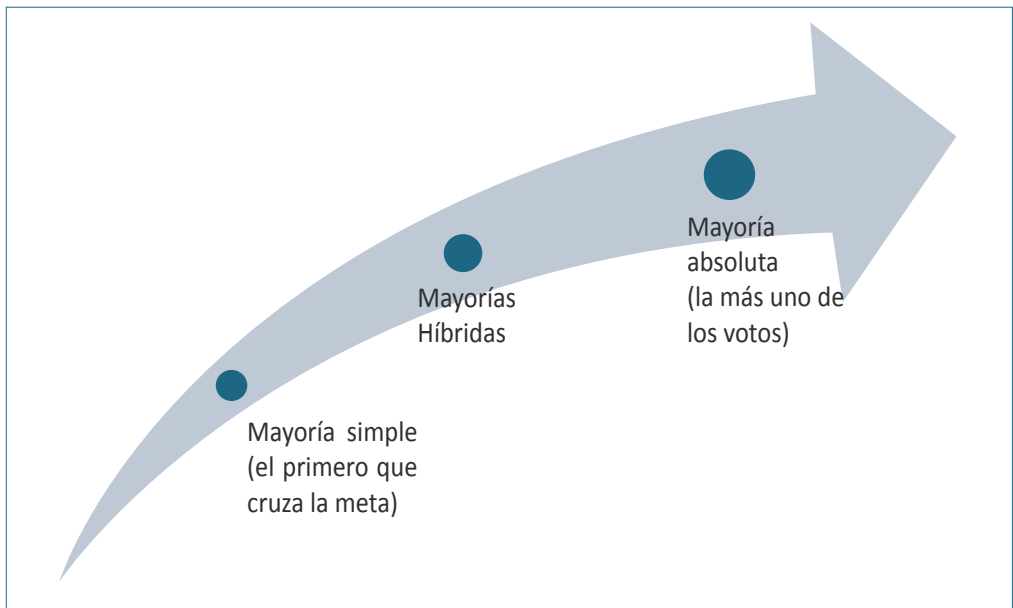 Mayoría simple
(el primero que
cruza la meta)
Mayorías
Híbridas
Mayoría
absoluta
(la más uno de
los votos)